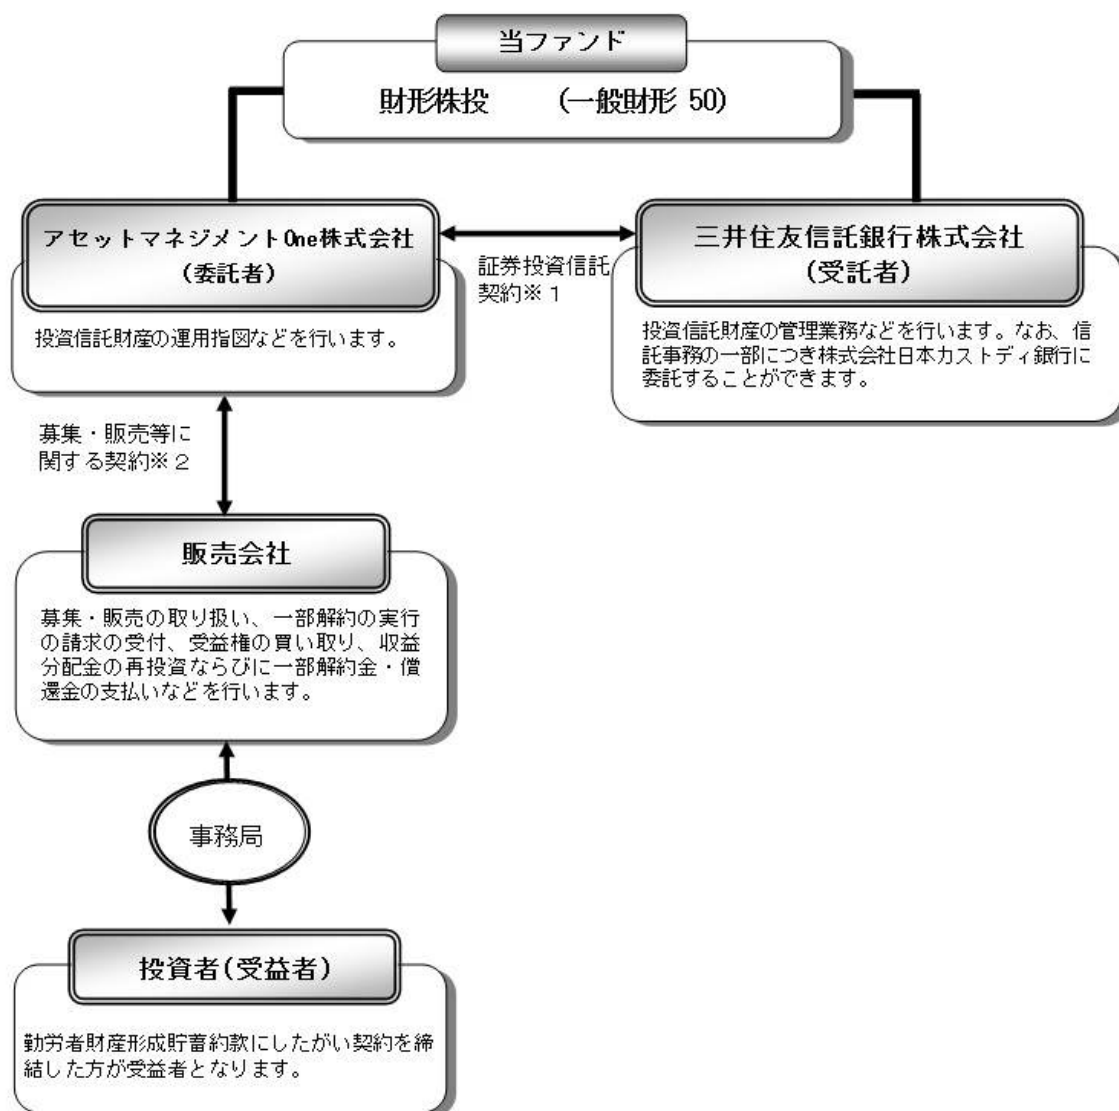 当ファンド
財形株投　　(一般財形 50)
アセットマネジメントOne株式会社
(委託者)
投資信託財産の運用指図などを行います。
証券投資信託
契約※１
三井住友信託銀行株式会社
(受託者)
投資信託財産の管理業務などを行います。なお、信
託事務の一部につき株式会社日本カストディ銀行に
委託することができます。
募集・販売等に
関する契約※２
販売会社
募集・販売の取り扱い、一部解約の実行
の請求の受付、受益権の買い取り、収益
分配金の再投資ならびに一部解約金・償
還金の支払いなどを行います。
事務局
投資者(受益者)
勤労者財産形成貯蓄約款にしたがい契約を締
結した方が受益者となります。